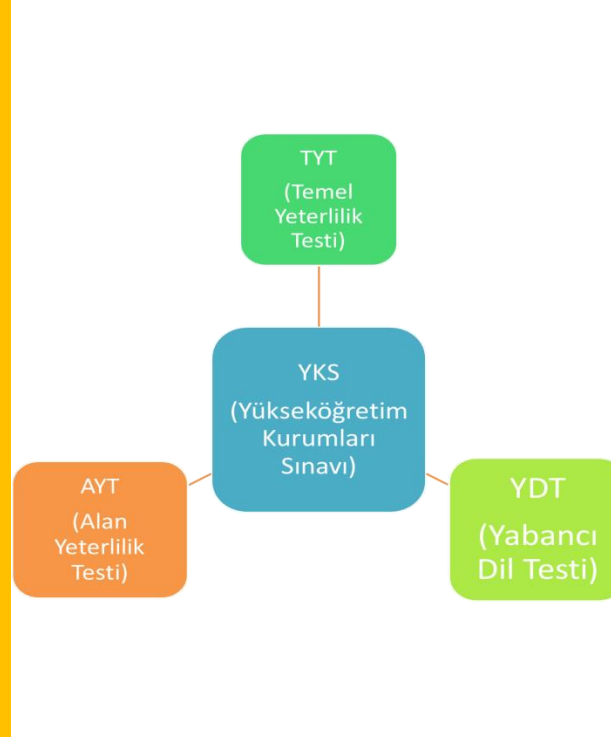 TYT
(Temel
Yeterlilik
Testi)
YKS
(Yükseköğretim
Kurumları
Sınavı)
AYT
(Alan
Yeterlilik
Testi)
YDT
(Yabancı
Dil Testi)